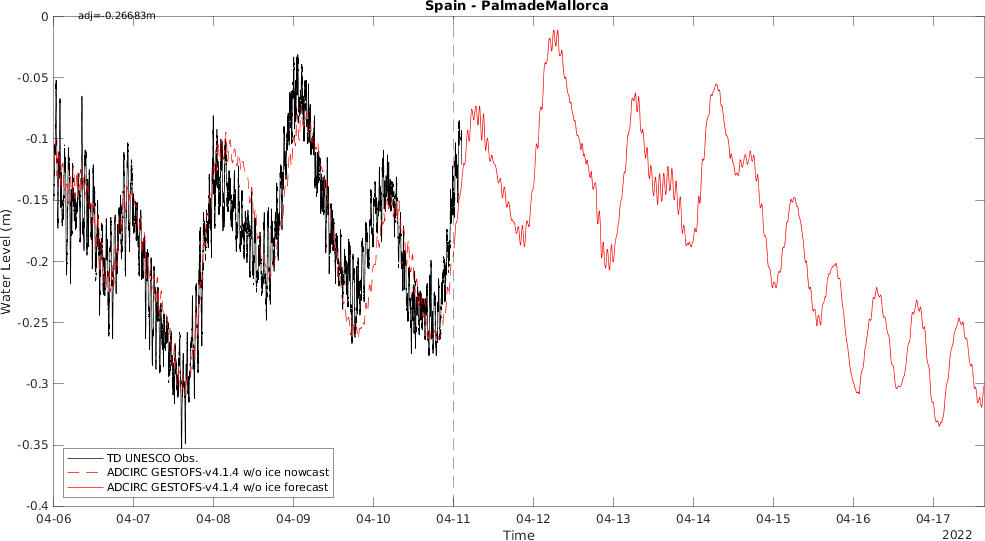 Spain - PalmadeMallorca
adj=-0.26683m
0
-0.05
-0.1
-0.15
-0.2
-0.25
-0.3
-0.35
-0.4
Water Level (m)
TD UNESCO Obs.
ADCIRC GESTOFS-v4.1.4 w/o ice nowcast
ADCIRC GESTOFS-v4.1.4 w/o ice forecast
04-06 04-07 04-08 04-09 04-10 04-11 04-12 04-13 04-14 04-15 04-16 04-17
Time
2022